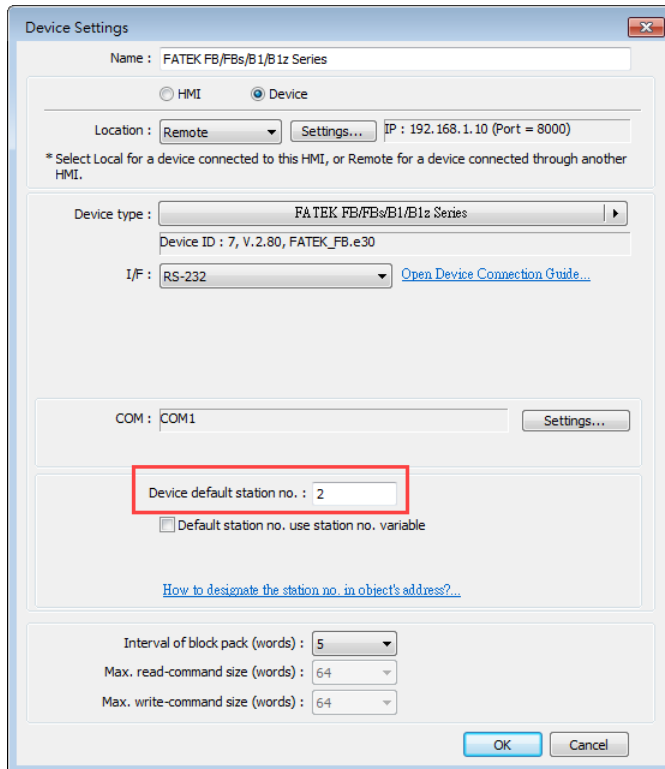 Device Settings
Name : FATEK FB/FBs/B1/B1z Series
HMI Device
Location : Remote Settings... IP : 192.168.1.10 (Port = 8000)
* Select Local for a device connected to this HMI, or Remote for a device connected through another
HMI.
Device type : FATEK FB/FBs/B1/B1z Series
Device ID : 7, V.2.80, FATEK_FB.e30
I/F : RS-232 Open Device Connection Guide...
COM : COM1 Settings...
Device default station no. : 2
Default station no. use station no. variable
How to designate the station no. in object's address?...
Interval of block pack (words) : 5
Max. read-command size (words) : 64
Max. write-command size (words) : 64
OK Cancel